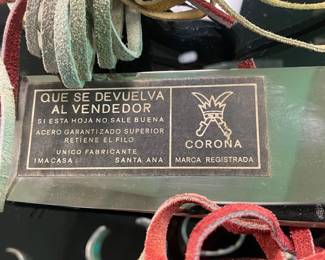 QUE SE DEVUELVA
AL VENDEDOR
SI ESTA HOJA NO SALE BUENA
ACERO GARANTIZADO SUPERIOR
RETIENE EL FILO
UNICO FABRICANTE
IMACASA SANTA ANA
CORONA
MARCA REGISTRADA